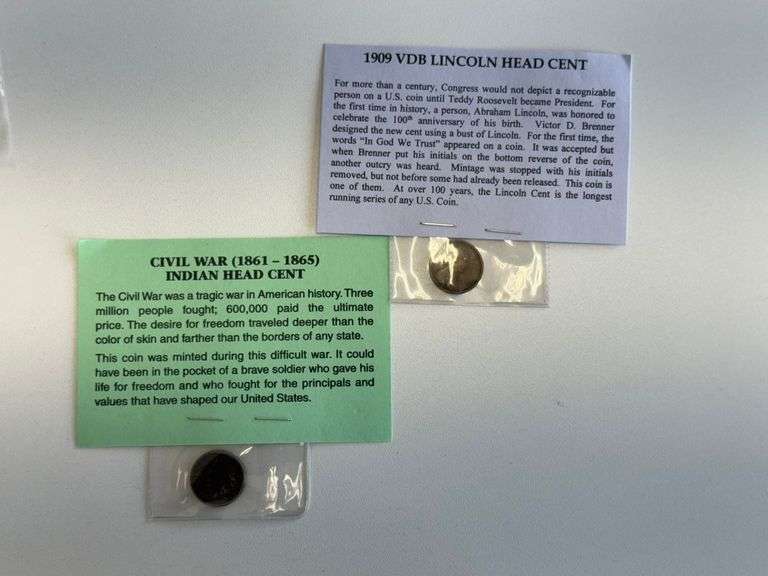 1909 VDB LINCOLN HEAD CENT
For more than a century, Congress would not depict a recognizable
person on a U.S. coin until Teddy Roosevelt became President. For
the first time in history, a person, Abraham Lincoln, was honored to
celebrate the 100th anniversary of his birth. Victor D. Brenner
designed the new cent using a bust of Lincoln. For the first time, the
words "In God We Trust" appeared on a coin. It was accepted but
when Brenner put his initials on the bottom reverse of the coin,
another outcry was heard. Mintage was stopped with his initials
removed, but not before some had already been released. This coin is
one of them. At over 100 years, the Lincoln Cent is the longest
running series of any U.S. Coin.
CIVIL WAR (1861 – 1865)
INDIAN HEAD CENT
The Civil War was a tragic war in American history. Three
million people fought; 600,000 paid the ultimate
price. The desire for freedom traveled deeper than the
color of skin and farther than the borders of any state.
This coin was minted during this difficult war. It could
have been in the pocket of a brave soldier who gave his
life for freedom and who fought for the principals and
values that have shaped our United States.